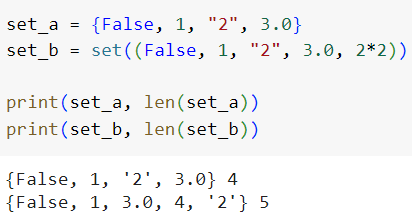 set_a = {False, 1, "2", 3.0}
set_b = set((False, 1, "2", 3.0, 2*2))
print(set_a, len(set_a))
print(set_b, len(set_b))
{False, 1, '2', 3.0} 4
{False, 1, 3.0, 4, '2'} 5